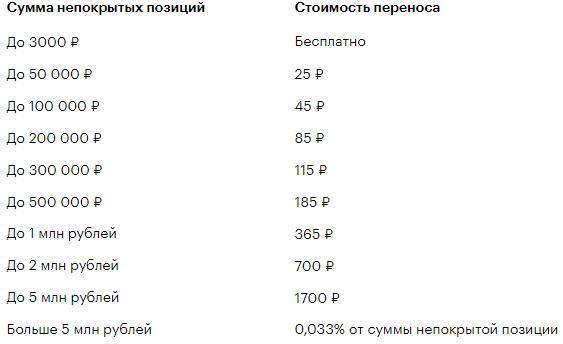 Сумма непокрытых позиций Стоимость переноса
До 3000 ₽ Бесплатно
До 50 000 ₽ 25 ₽
До 100 000 ₽ 45 ₽
До 200 000 ₽ 85 ₽
До 300 000 ₽ 115 ₽
До 500 000 ₽ 185 ₽
До 1 млн рублей 365 ₽
До 2 млн рублей 700 ₽
До 5 млн рублей 1700 ₽
Больше 5 млн рублей 0,033% от суммы непокрытой позиции